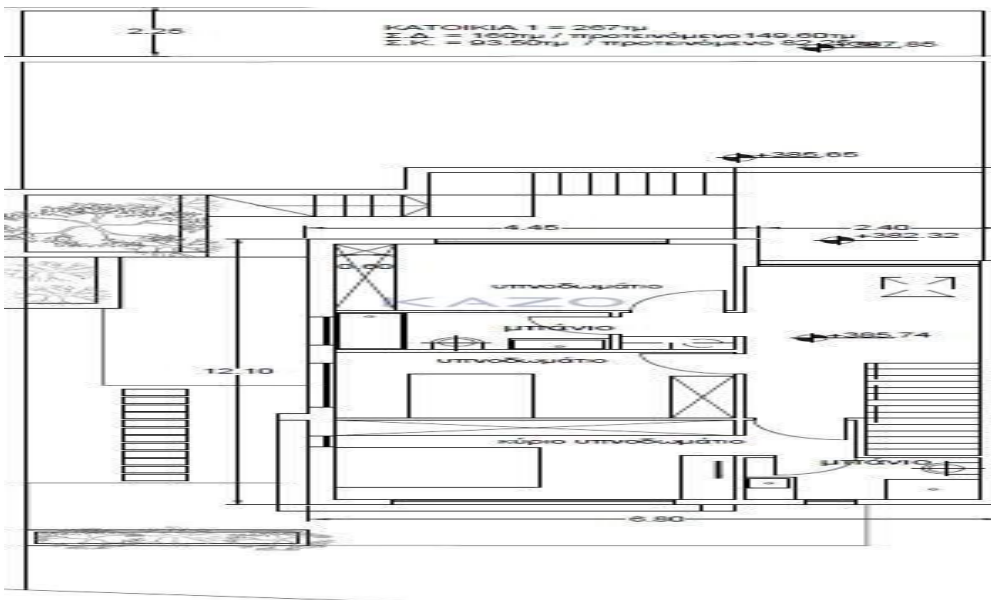 ΚΑΤΟΙΚΙΑ 1 = 267τμ
2.25
Σ.Δ. = 160τμ / προτεινόμενο 149.60τμ
Σ.Κ. = 93.50τμ / προτεινόμενο
+385.65
4.45
2.40
+382.32
υπνοδωμάτιο
KAZO
μπάνιο
+385.74
υπνοδωμάτιο
12.10
κύριο υπνοδωμάτιο
μπάνιο
6.80